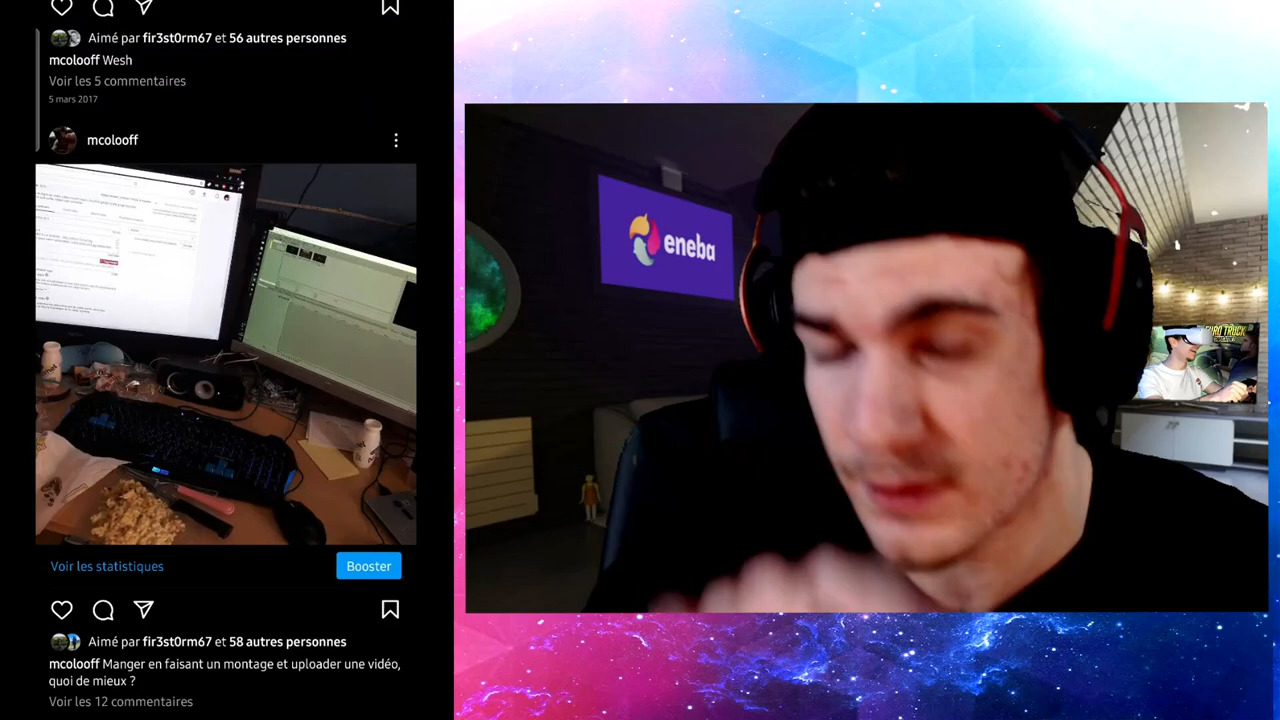 Aimé par fir3st0rm67 et 56 autres personnes
mcolooff Wesh
Voir les 5 commentaires
5 mars 2017
mcolooff
Voir les statistiques
Booster
Aimé par fir3st0rm67 et 58 autres personnes
mcolooff Manger en faisant un montage et uploader une vidéo,
quoi de mieux ?
Voir les 12 commentaires
eneba
EURO TRUCK